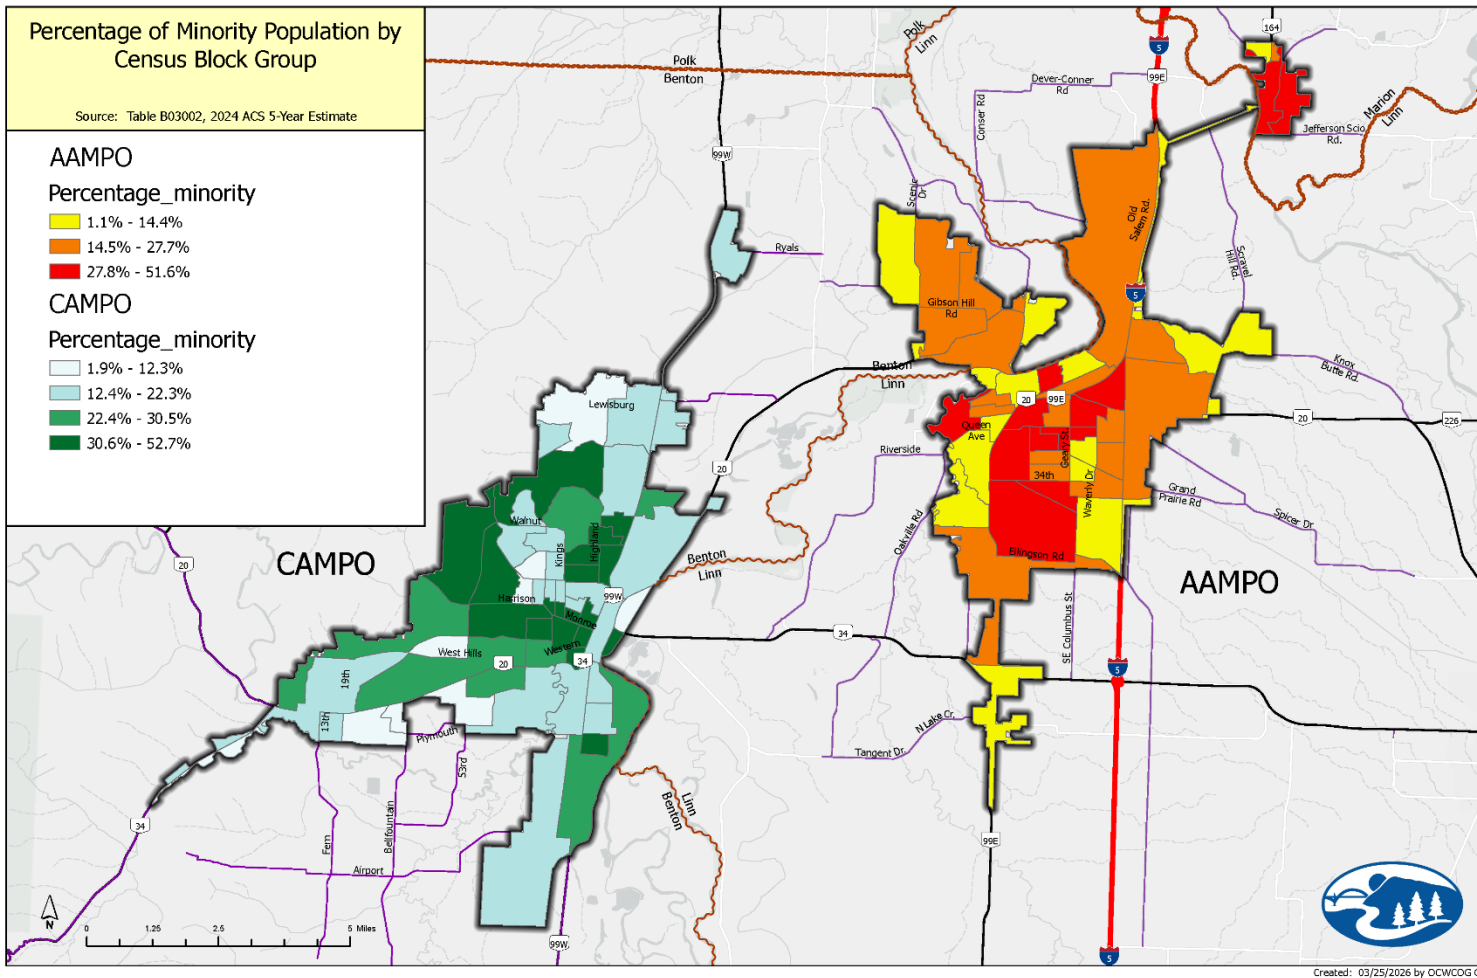 Percentage of Minority Population by
Census Block Group
Source: Table B03002, 2024 ACS 5-Year Estimate
AAMPO
Percentage_minority
1.1% - 14.4%
14.5% - 27.7%
27.8% - 51.6%
CAMPO
Percentage_minority
1.9% - 12.3%
12.4% - 22.3%
22.4% - 30.5%
30.6% - 52.7%
Polk
Linn
5
164
Polk
Benton
99E
Dever-Conner
Rd
Conser Rd
Marion
Linn
Jefferson Scio
Rd.
99W
Scenic
Dr
Old
Salem Rd.
Scravel
Hill Rd.
Ryals
5
Gibson Hill
Rd
Benton
Linn
Knox
Butte Rd.
Lewisburg
20
99E
20
226
Queen
Ave
Geary St.
Riverside
20
34th
Waverly Dr.
Grand
Prairie Rd
Spicer Dr
Oakville Rd
Walnut
Kings
Highland
Benton
Linn
Ellingson Rd
CAMPO
20
AAMPO
Harrison
99W
Monroe
SE Columbus St
34
Western
West Hills
20
34
5
19th
13th
N Lake Cr.
Plymouth
Tangent Dr.
53rd
Linn
Benton
34
Fern
Bellfountain
99E
Airport
N
0
1.25
2.5
5 Miles
99W
5
Created: 03/25/2026 by OCWCOG